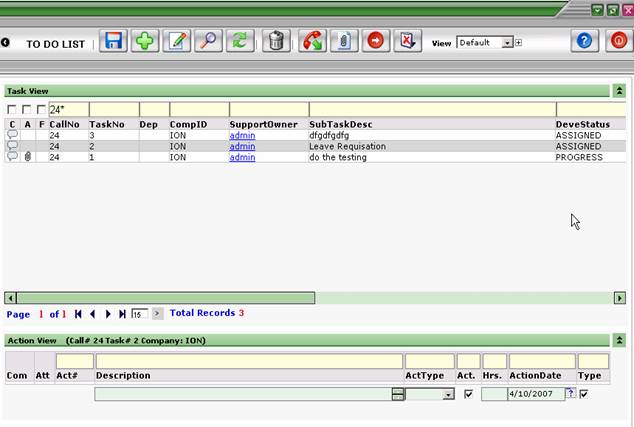 TO DO LIST View Default
Task View
24*
C A F CallNo TaskNo Dep CompID SupportOwner SubTaskDesc DeveStatus
24 3 ION admin dfgdfgdfg ASSIGNED
24 2 ION admin Leave Requisation ASSIGNED
24 1 ION admin do the testing PROGRESS
Page 1 of 1 15 > Total Records 3
Action View (Call# 24 Task# 2 Company: ION)
Com Att Act# Description ActType Act. Hrs. ActionDate Type
4/10/2007 ?